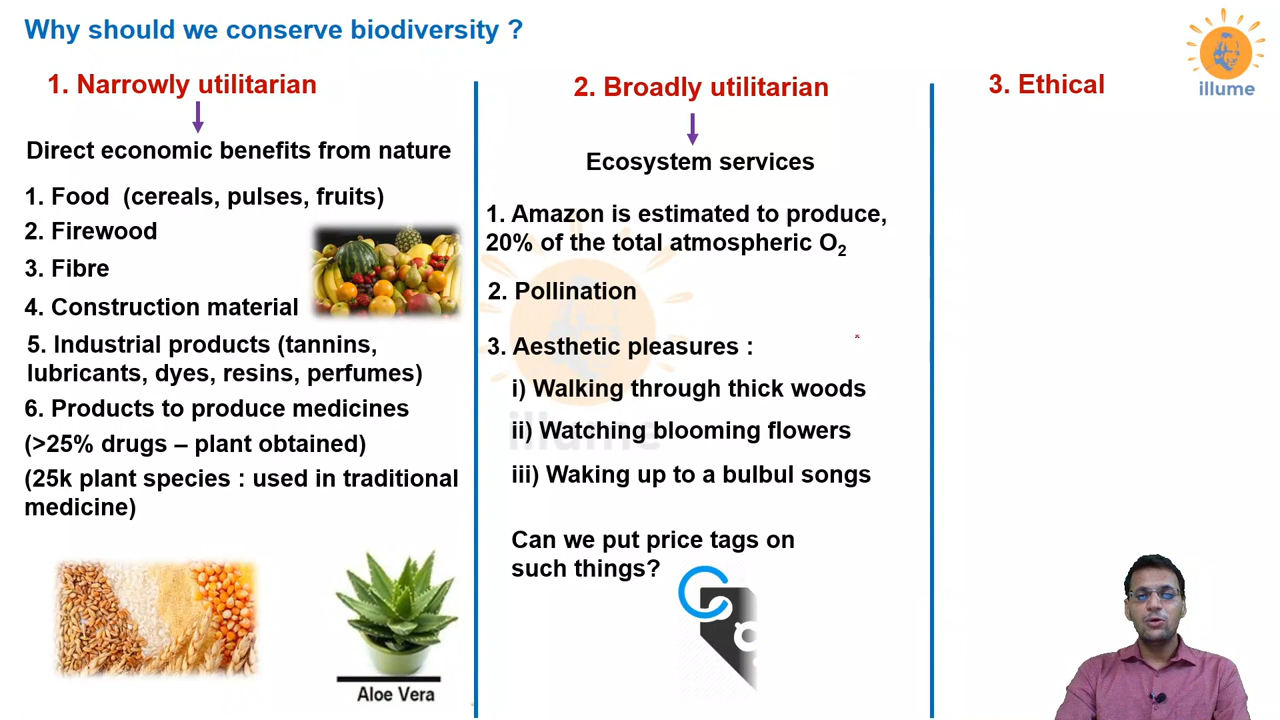 Why should we conserve biodiversity ?
illume
1. Narrowly utilitarian
Direct economic benefits from nature
1. Food (cereals, pulses, fruits)
2. Firewood
3. Fibre
4. Construction material
5. Industrial products (tannins,
lubricants, dyes, resins, perfumes)
6. Products to produce medicines
(>25% drugs – plant obtained)
(25k plant species : used in traditional
medicine)
Aloe Vera
2. Broadly utilitarian
Ecosystem services
1. Amazon is estimated to produce,
20% of the total atmospheric O2
2. Pollination
3. Aesthetic pleasures :
i) Walking through thick woods
ii) Watching blooming flowers
iii) Waking up to a bulbul songs
Can we put price tags on
such things?
illume
3. Ethical